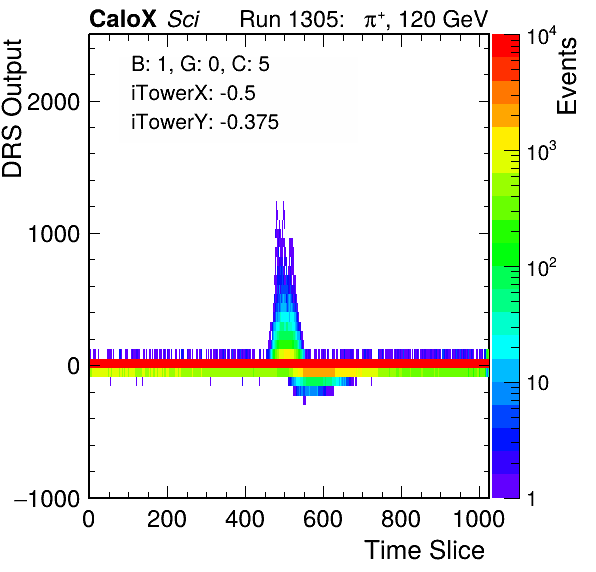 CaloX Sci Run 1305: π⁺, 120 GeV
B: 1, G: 0, C: 5
iTowerX: -0.5
iTowerY: -0.375
DRS Output
2000
1000
0
−1000
0 200 400 600 800 1000
Time Slice
Events
10⁴
10³
10²
10
1